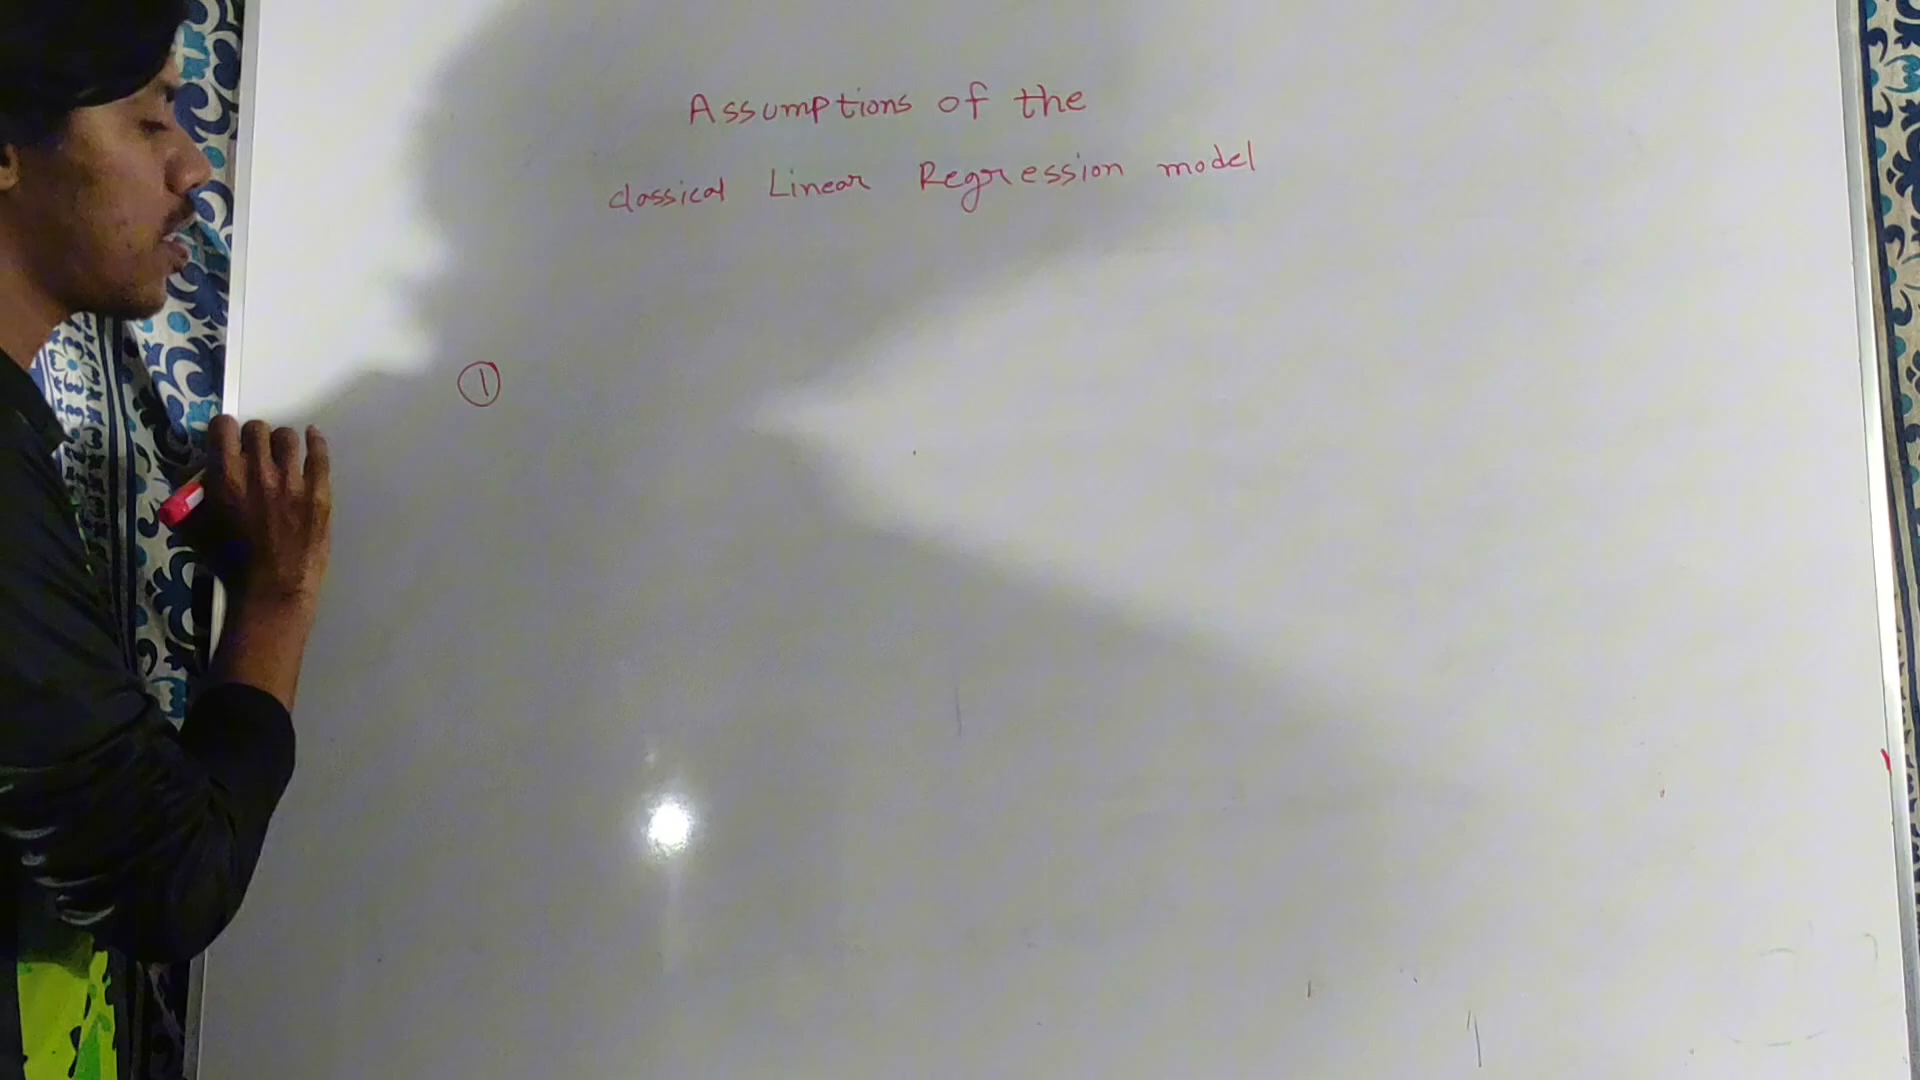 Assumptions of the
classical Linear Regression model
①